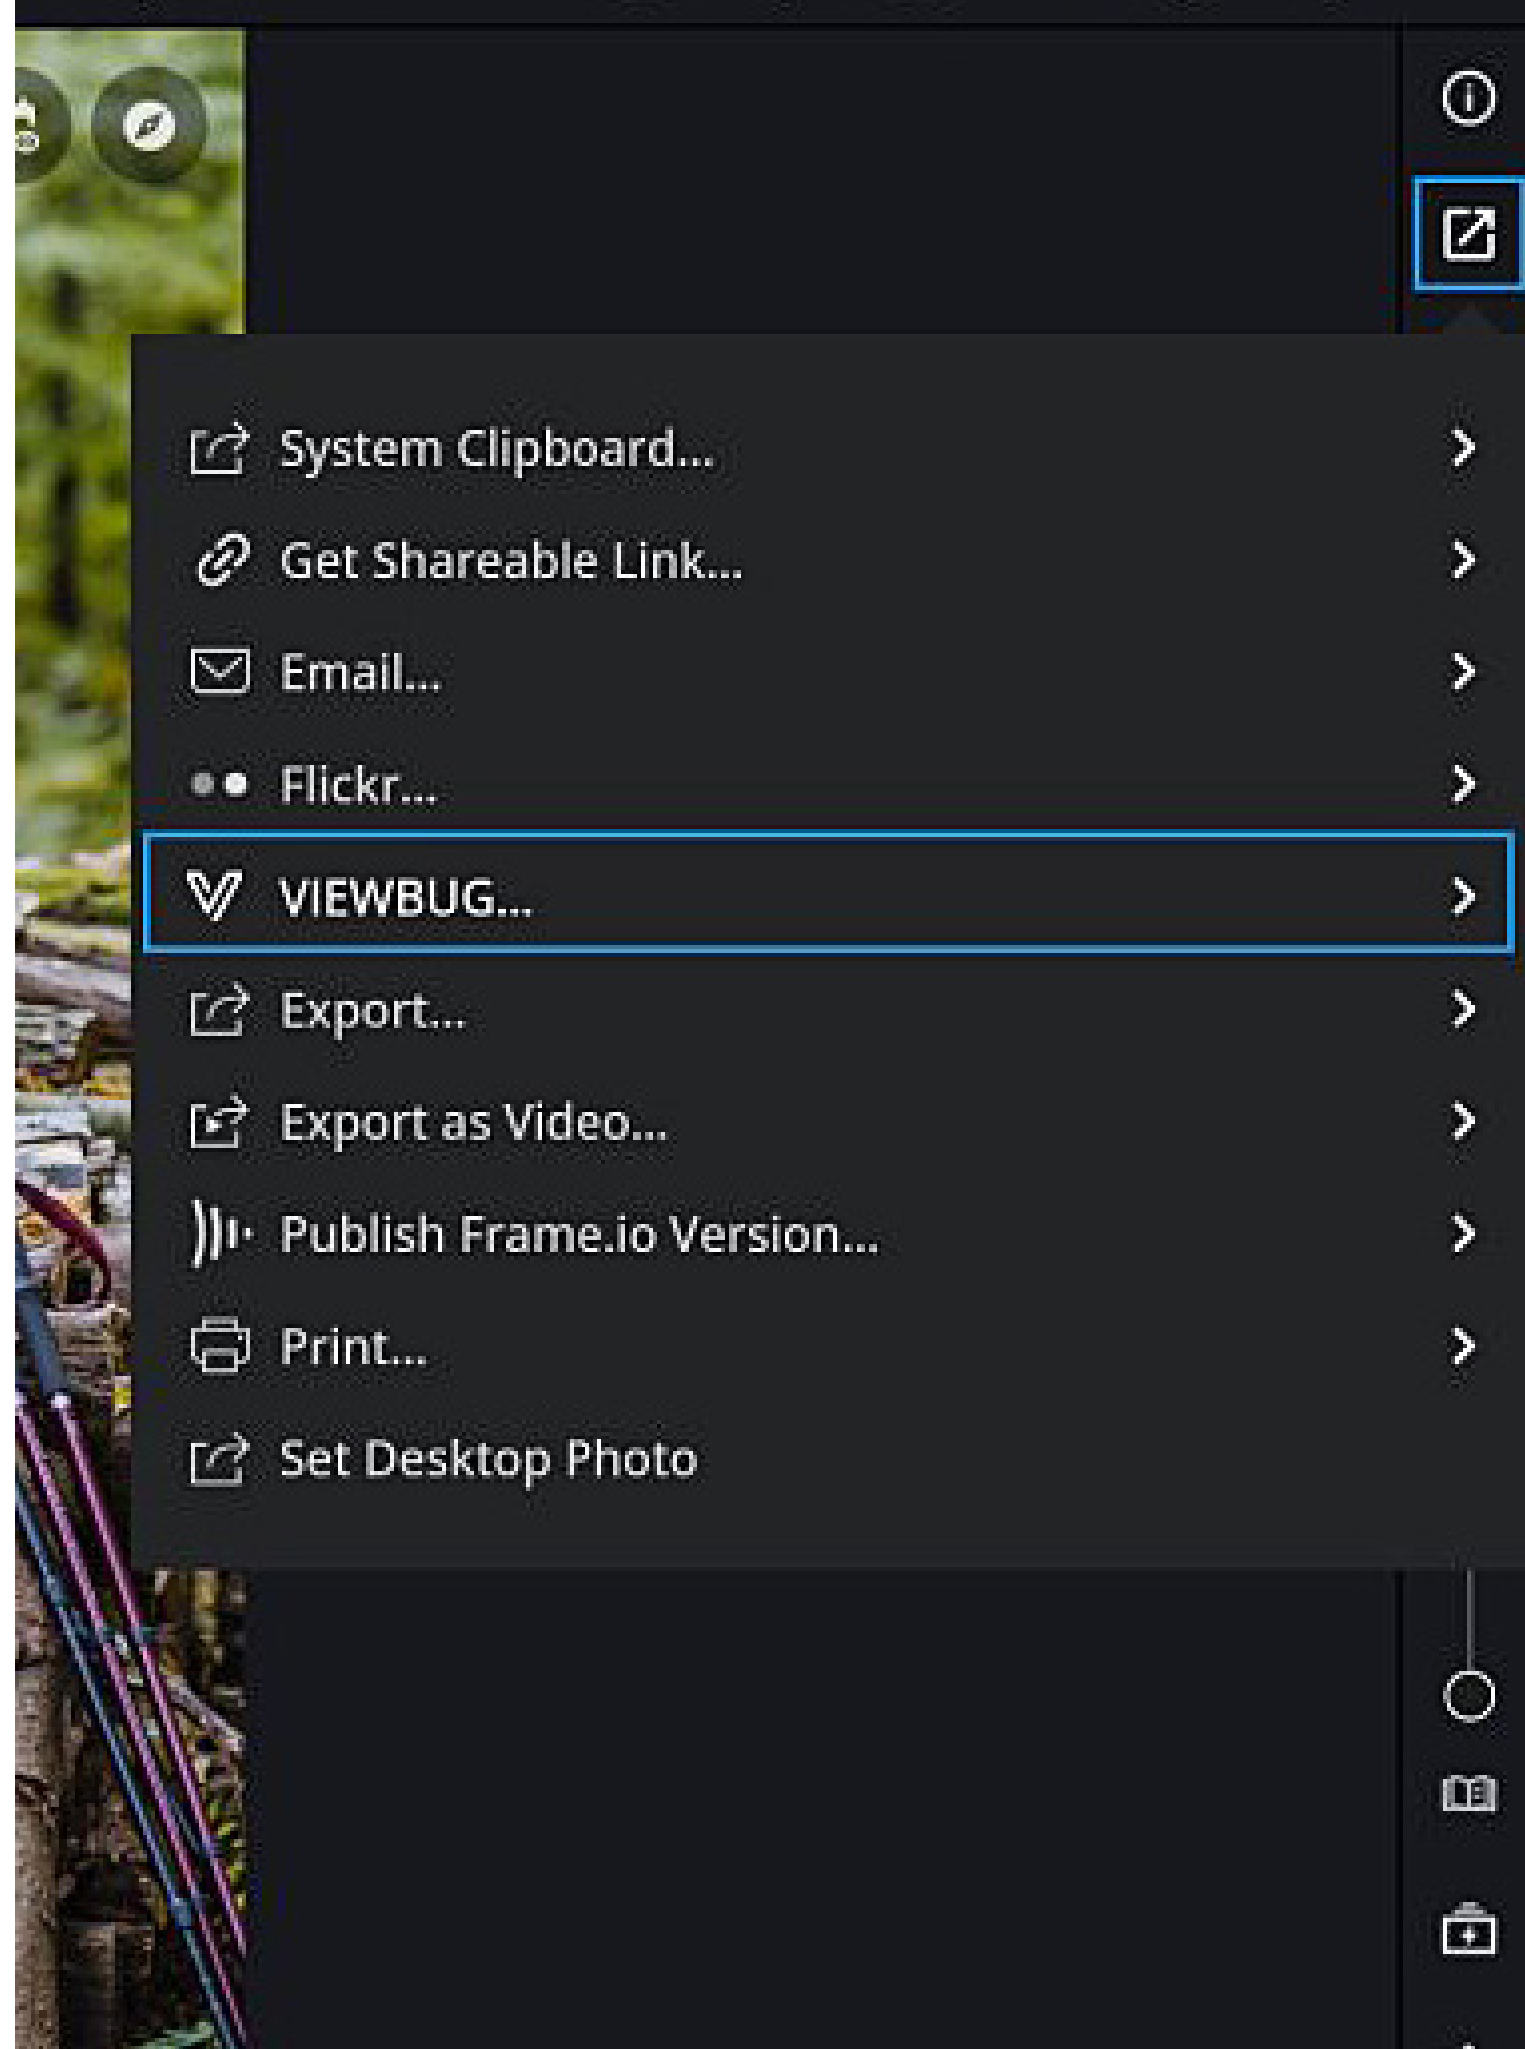 System Clipboard...
Get Shareable Link...
Email...
Flickr...
VIEWBUG...
Export...
Export as Video...
Publish Frame.io Version...
Print...
Set Desktop Photo